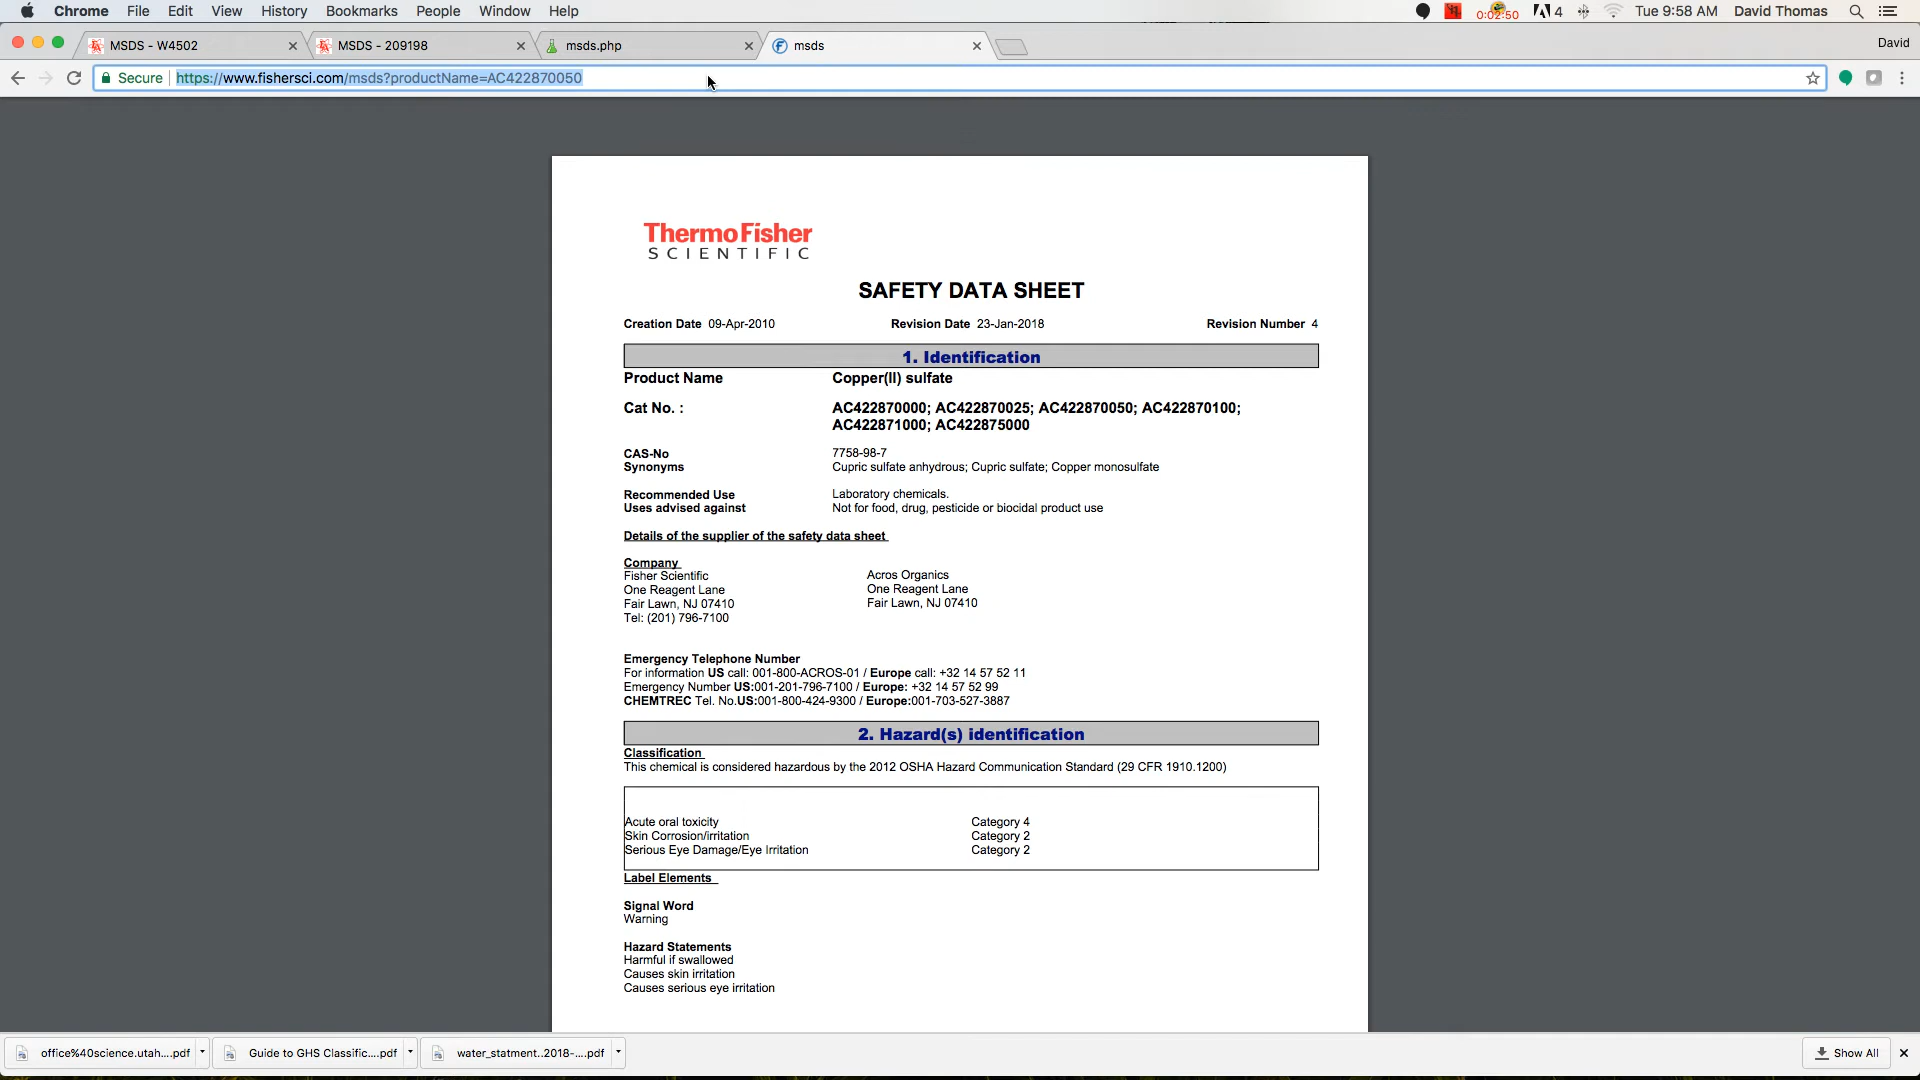 Chrome File Edit View History Bookmarks People Window Help 0:02:50 4 Tue 9:58 AM David Thomas
MSDS - W4502 MSDS - 209198 msds.php msds David
Secure https://www.fishersci.com/msds?productName=AC422870050
ThermoFisher
SCIENTIFIC
SAFETY DATA SHEET
Creation Date 09-Apr-2010 Revision Date 23-Jan-2018 Revision Number 4
1. Identification
Product Name Copper(II) sulfate
Cat No. : AC422870000; AC422870025; AC422870050; AC422870100;
AC422871000; AC422875000
CAS-No 7758-98-7
Synonyms Cupric sulfate anhydrous; Cupric sulfate; Copper monosulfate
Recommended Use Laboratory chemicals.
Uses advised against Not for food, drug, pesticide or biocidal product use
Details of the supplier of the safety data sheet
Company
Fisher Scientific Acros Organics
One Reagent Lane One Reagent Lane
Fair Lawn, NJ 07410 Fair Lawn, NJ 07410
Tel: (201) 796-7100
Emergency Telephone Number
For information US call: 001-800-ACROS-01 / Europe call: +32 14 57 52 11
Emergency Number US:001-201-796-7100 / Europe: +32 14 57 52 99
CHEMTREC Tel. No.US:001-800-424-9300 / Europe:001-703-527-3887
2. Hazard(s) identification
Classification
This chemical is considered hazardous by the 2012 OSHA Hazard Communication Standard (29 CFR 1910.1200)
Acute oral toxicity Category 4
Skin Corrosion/irritation Category 2
Serious Eye Damage/Eye Irritation Category 2
Label Elements
Signal Word
Warning
Hazard Statements
Harmful if swallowed
Causes skin irritation
Causes serious eye irritation
office%40science.utah....pdf Guide to GHS Classific....pdf water_statment..2018-....pdf Show All